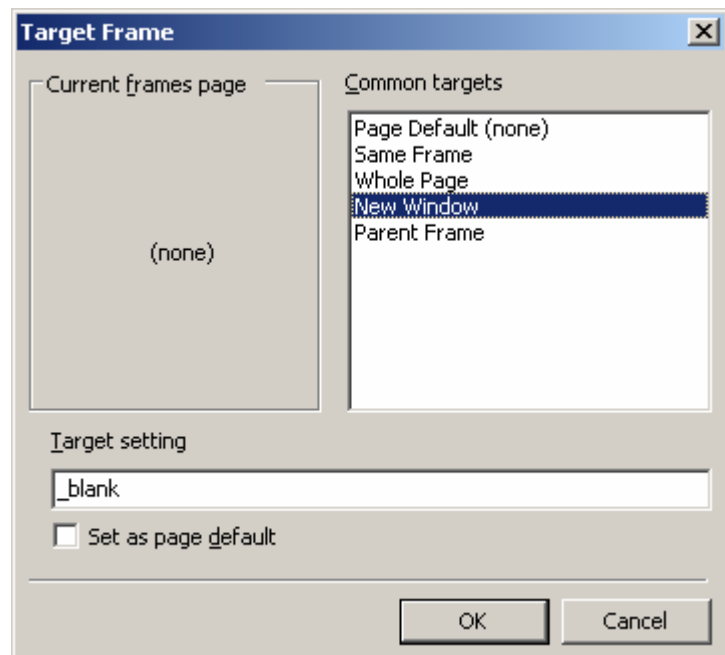 Target Frame
Current frames page
(none)
Common targets
Page Default (none)
Same Frame
Whole Page
New Window
Parent Frame
Target setting
_blank
Set as page default
OK
Cancel